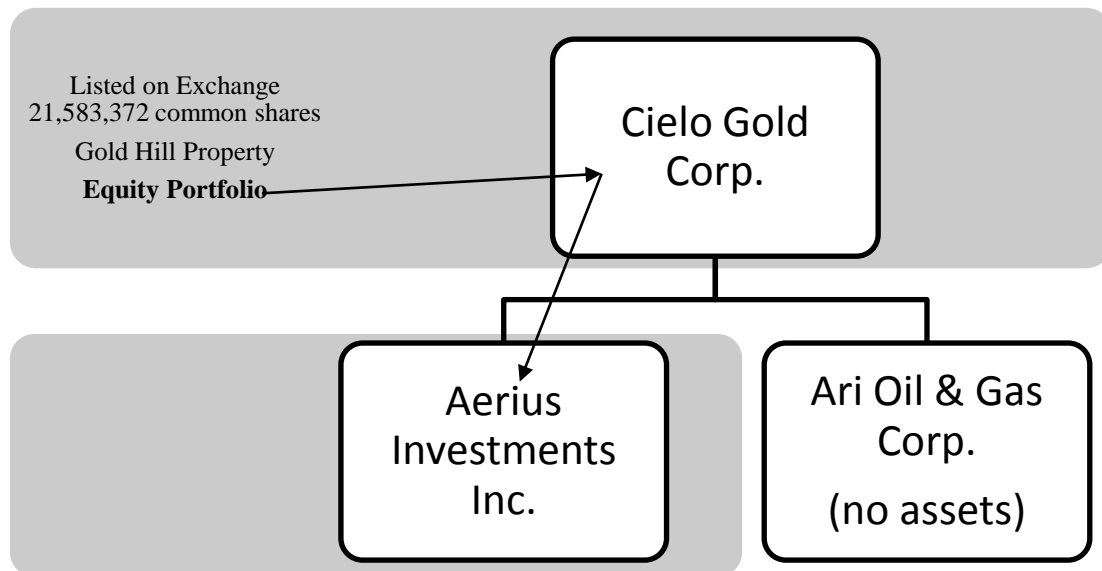 Listed on Exchange
21,583,372 common shares
Gold Hill Property
Equity Portfolio
Cielo Gold
Corp.
Aerius
Investments
Inc.
Ari Oil & Gas
Corp.
(no assets)